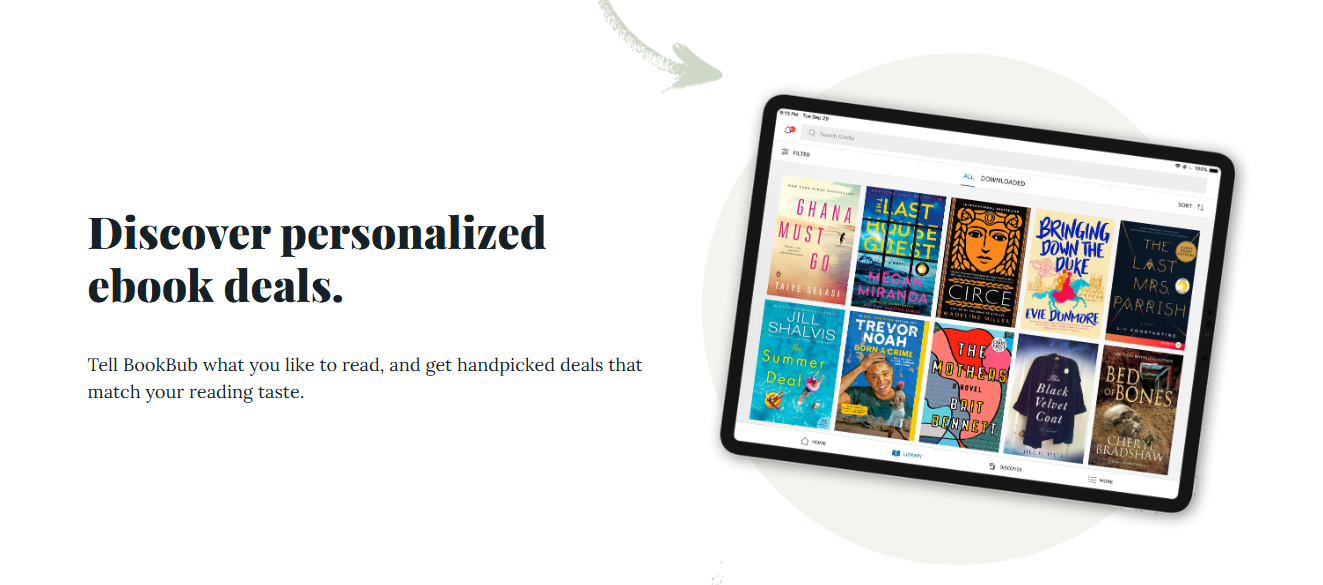 Discover personalized
ebook deals.
Tell BookBub what you like to read, and get handpicked deals that
match your reading taste.
9:13 PM Tue Sep 29
100%
Search Kindle
FILTER
ALL DOWNLOADED
SORT
GHANA
MUST
GO
TAIYE SELASI
THE
LAST
HOUSE
GUEST
A NOVEL
MEGAN
MIRANDA
CIRCE
MADELINE MILLER
BRINGING
DOWN THE
DUKE
EVIE DUNMORE
THE
LAST
MRS.
PARRISH
LIV CONSTANTINE
JILL
SHALVIS
The
Summer
Deal
TREVOR
NOAH
BORN A CRIME
THE
MOTHERS
A NOVEL
BRIT
BENNETT
The
Black
Velvet
Coat
BED
OF BONES
CHERYL
BRADSHAW
HOME
LIBRARY
DISCOVER
MORE